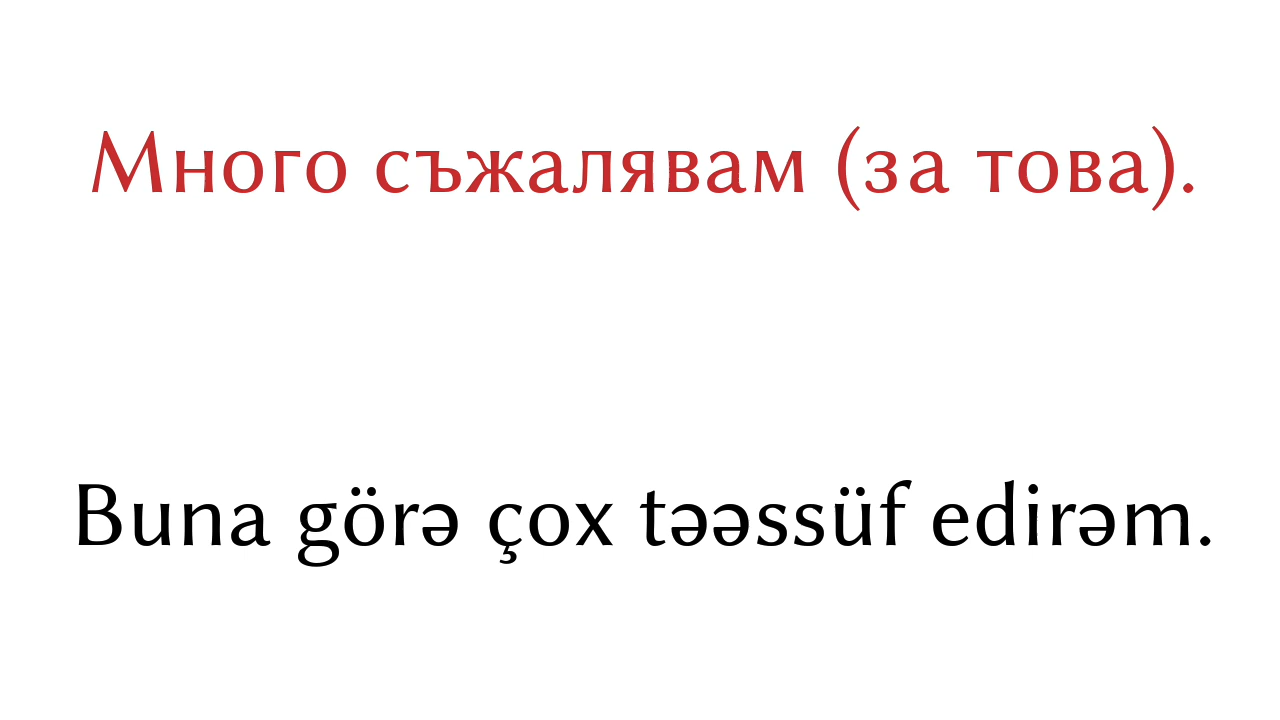 Много съжалявам (за това).
Buna görə çox təəssüf edirəm.